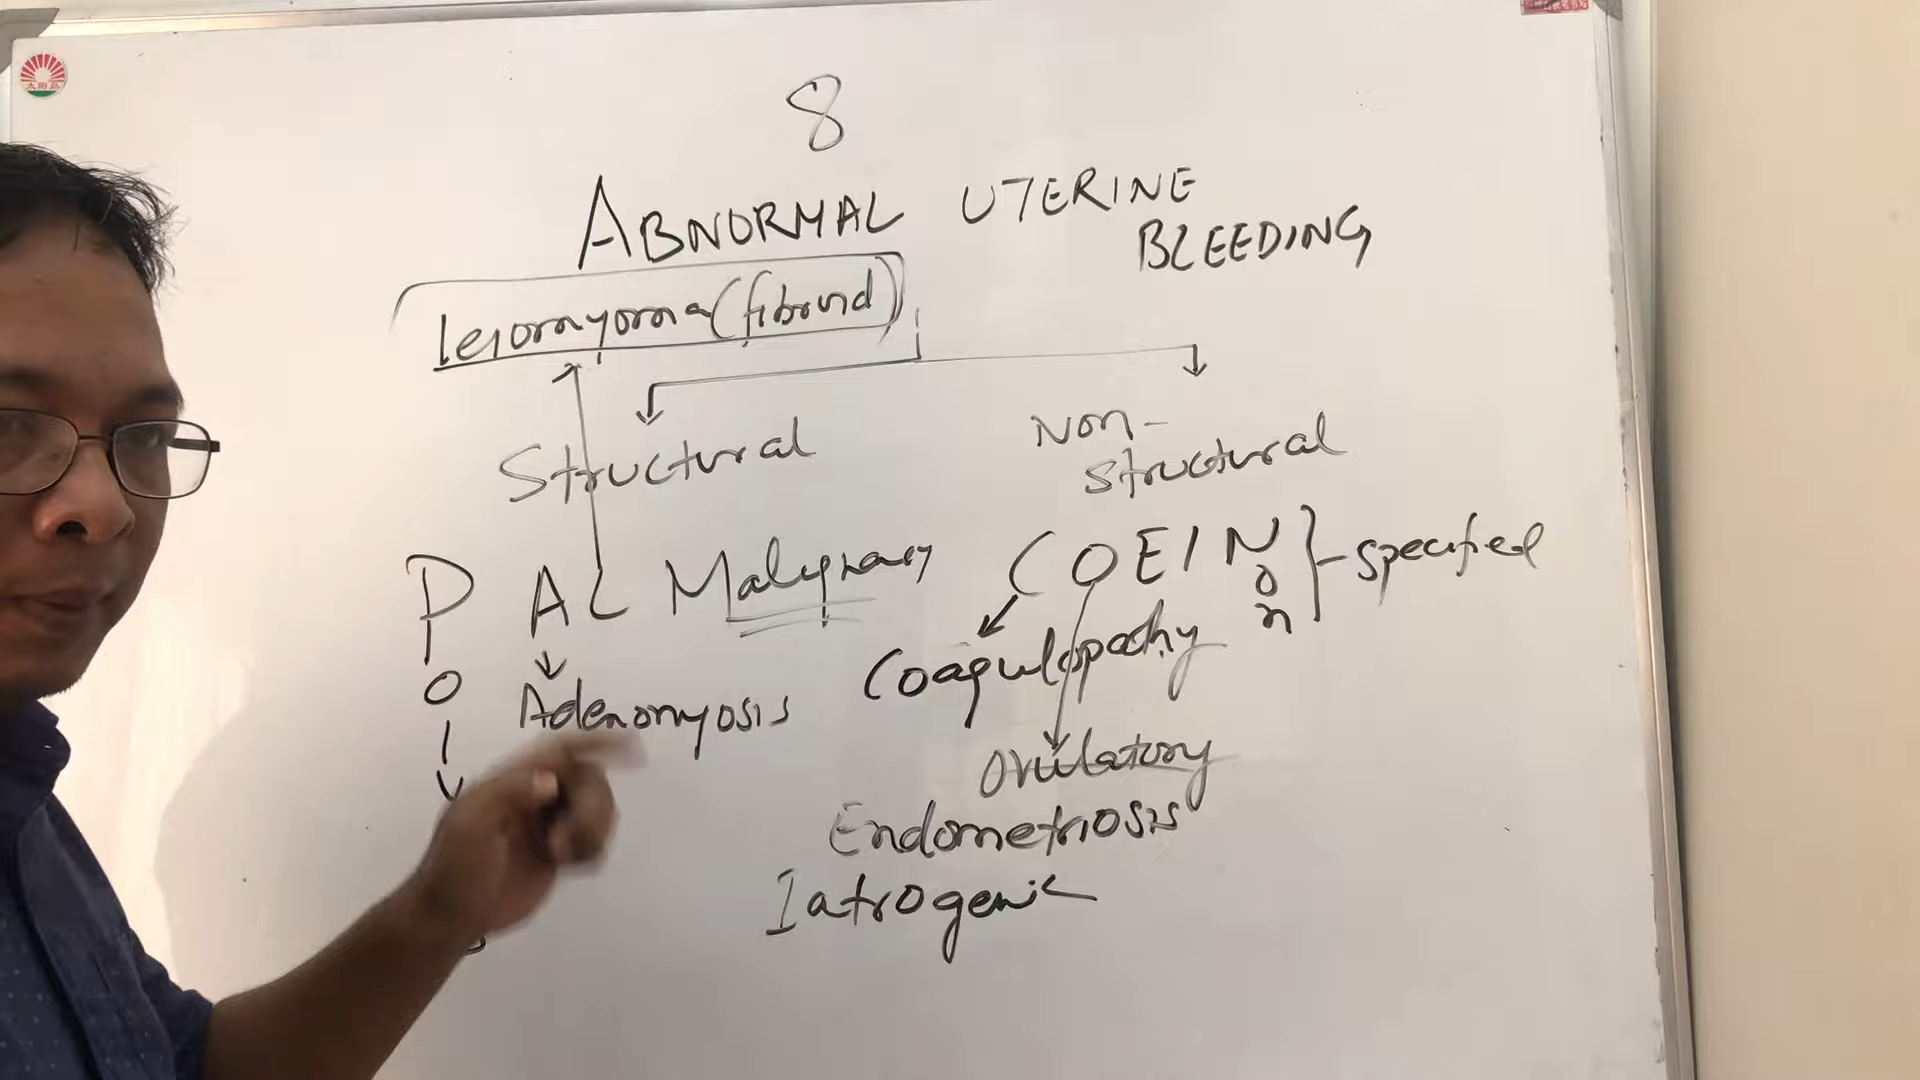 8
ABNORMAL UTERINE
BLEEDING
leiomyoma (fibroid)
Structural
Non-
Structural
P A L Malignancy
C O E I N } - specified
o
n
O
l
Adenomyosis
Coagulopathy
Ovulatory
Endometriosis
Iatrogenic